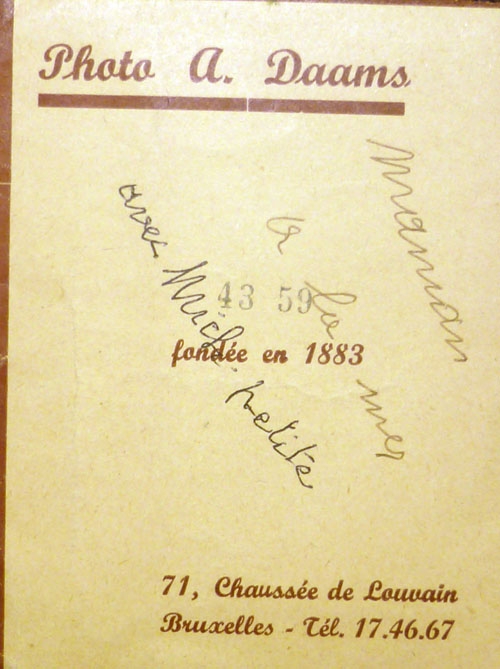 Photo A. Daams
maman
a la mer
avec Mich. petite
43 59
fondée en 1883
71, Chaussée de Louvain
Bruxelles - Tél. 17.46.67